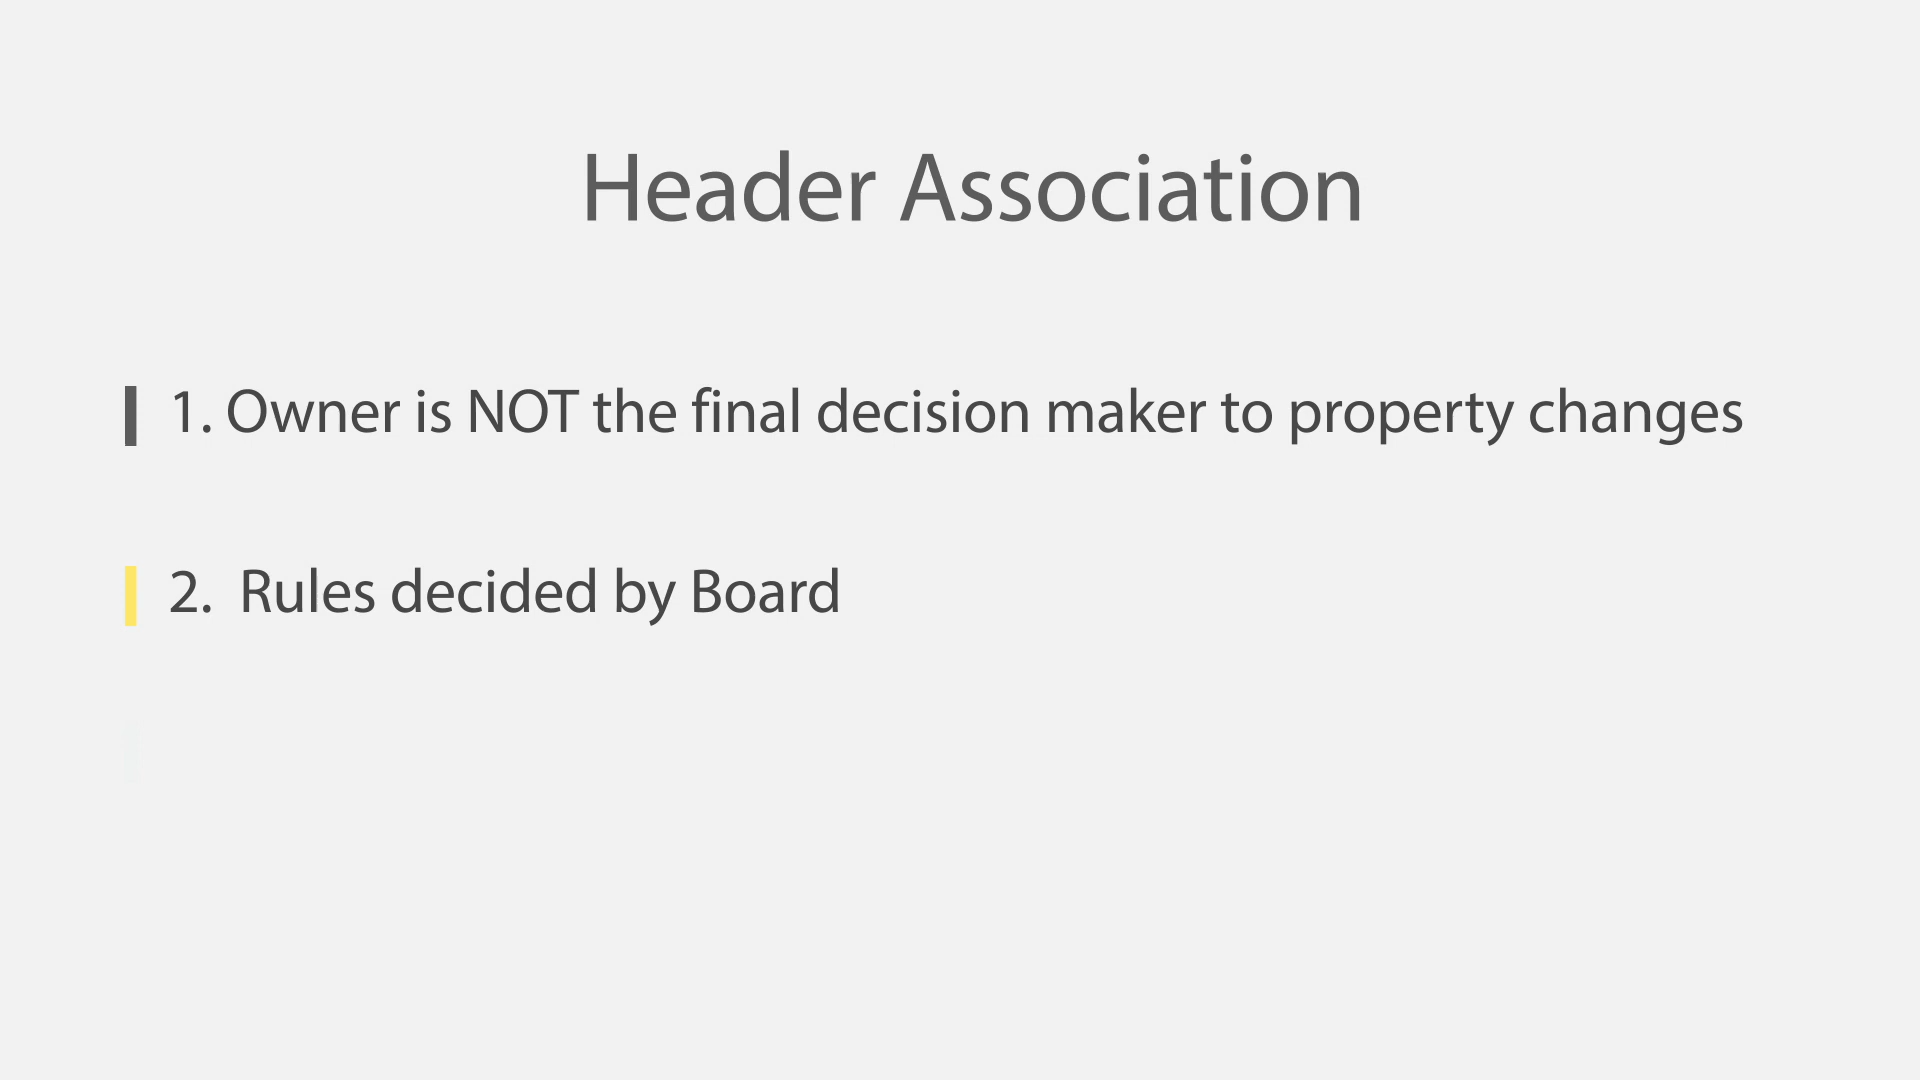 Header Association
1. Owner is NOT the final decision maker to property changes
2. Rules decided by Board